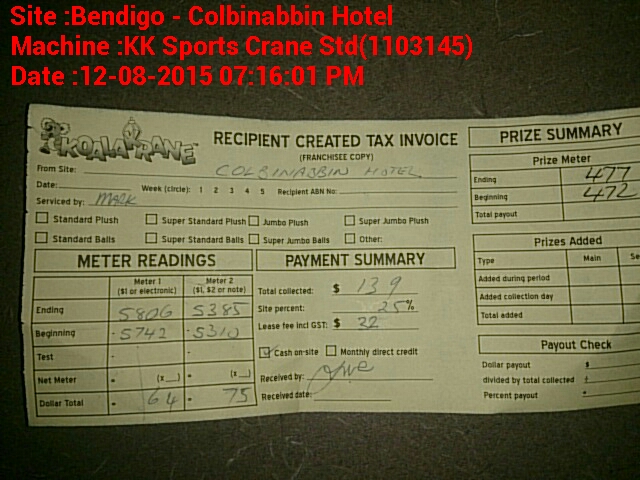 Site :Bendigo - Colbinabbin Hotel
Machine :KK Sports Crane Std(1103145)
Date :12-08-2015 07:16:01 PM
KOALA CRANE
RECIPIENT CREATED TAX INVOICE
(FRANCHISEE COPY)
From Site: COLBINABBIN HOTEL
Date: Week (circle): 1 2 3 4 5 Recipient ABN No:
Serviced by: MARK
Standard Plush Super Standard Plush Jumbo Plush Super Jumbo Plush
Standard Balls Super Standard Balls Super Jumbo Balls Other:
METER READINGS
Meter 1 ($1 or electronic) Meter 2 ($1, $2 or note)
Ending 5806 5385
Beginning - 5742 - 5310
Test - -
Net Meter = (x __) = (x __)
Dollar Total = 64 = 75
PAYMENT SUMMARY
Total collected: $ 139
Site percent: 25%
Lease fee incl GST: $ 32
Cash on-site Monthly direct credit
Received by:
Received date:
PRIZE SUMMARY
Prize Meter
Ending 477
Beginning 472
Total payout
Prizes Added
Type Main Se
Added during period
Added collection day
Total added
Payout Check
Dollar payout $
divided by total collected ÷
Percent payout =